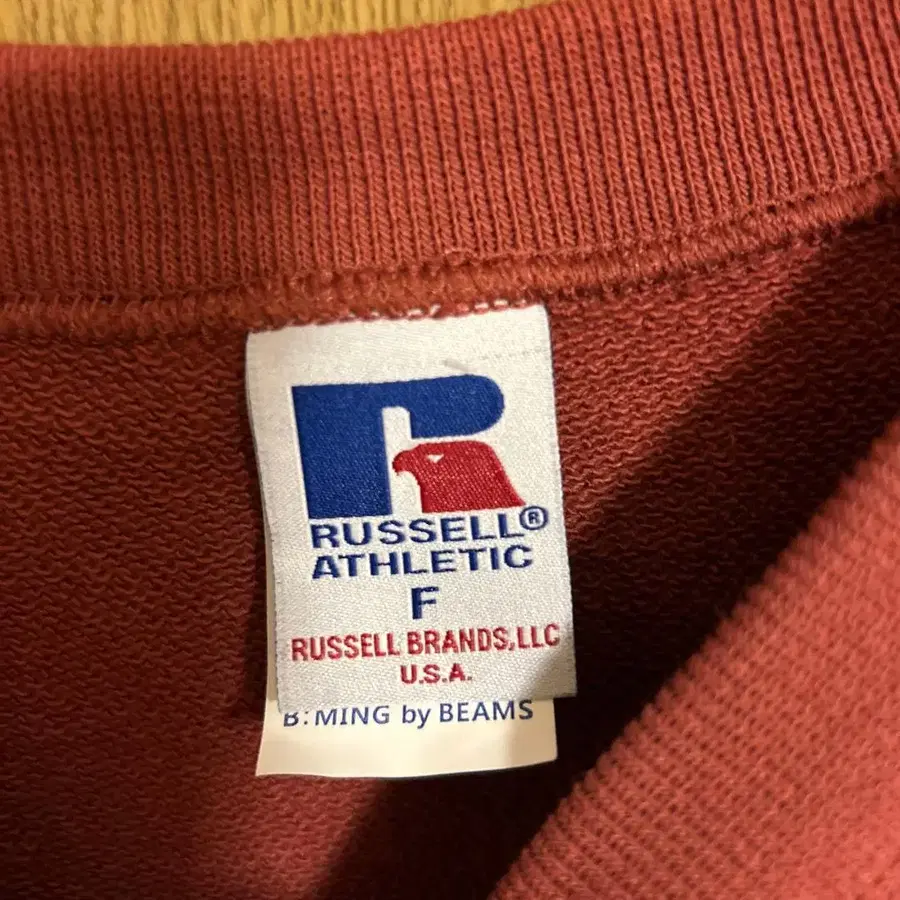 RUSSELL®
ATHLETIC
F
RUSSELL BRANDS,LLC
U.S.A.
B:MING by BEAMS